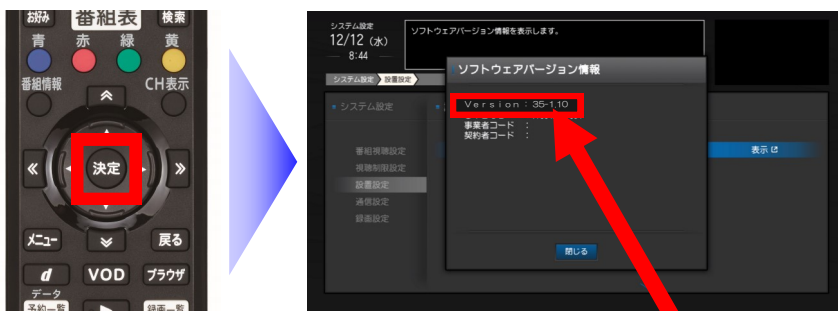 お好み 番組表 検索
青 赤 緑 黄
番組情報 CH表示
決定
メニュー 戻る
d VOD ブラウザ
データ
予約一覧 録画一覧
システム設定
12/12 (水)
8:44
ソフトウェアバージョン情報を表示します。
システム設定 設置設定
ソフトウェアバージョン情報
システム設定
Version:35-1.10
事業者コード :
契約者コード :
番組視聴設定
視聴制限設定
設置設定
通信設定
録画設定
表示
閉じる